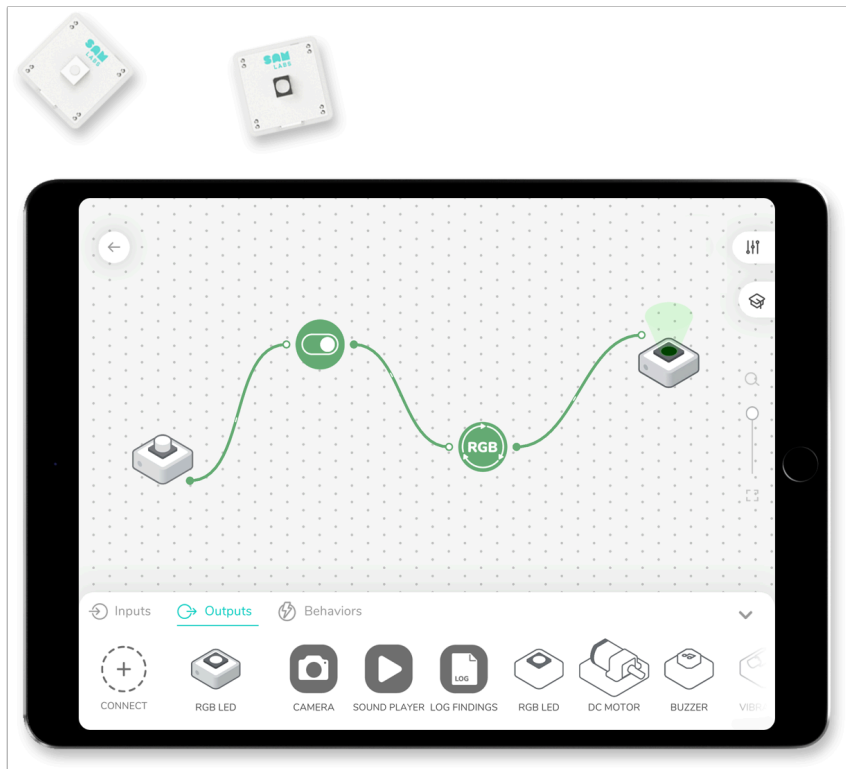 SAM
LABS
SAM
LABS
RGB
Inputs
Outputs
Behaviors
LOG
CONNECT
RGB LED
CAMERA
SOUND PLAYER
LOG FINDINGS
RGB LED
DC MOTOR
BUZZER